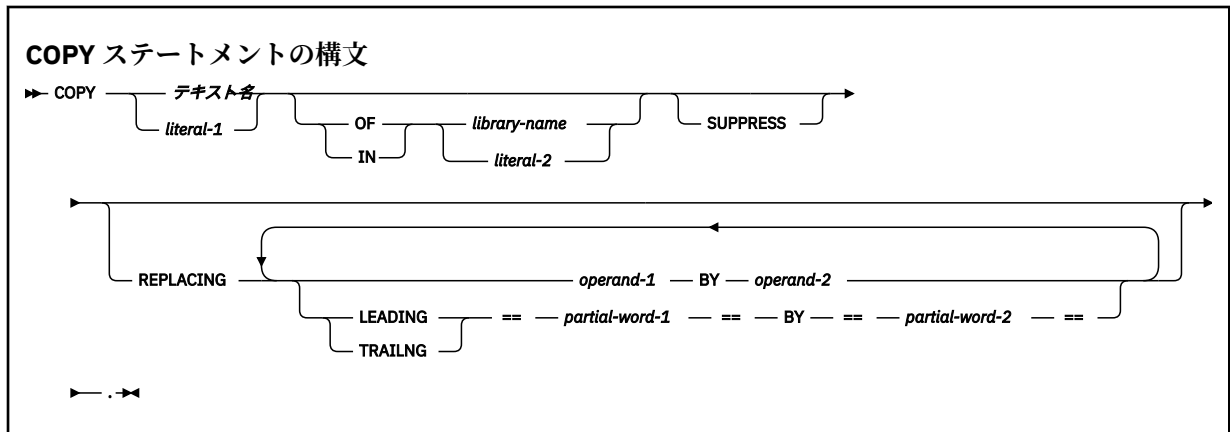 COPY ステートメントの構文
COPY テキスト名 OF library-name SUPPRESS
literal-1 IN literal-2
REPLACING operand-1 BY operand-2
LEADING == partial-word-1 == BY == partial-word-2 ==
TRAILNG
.